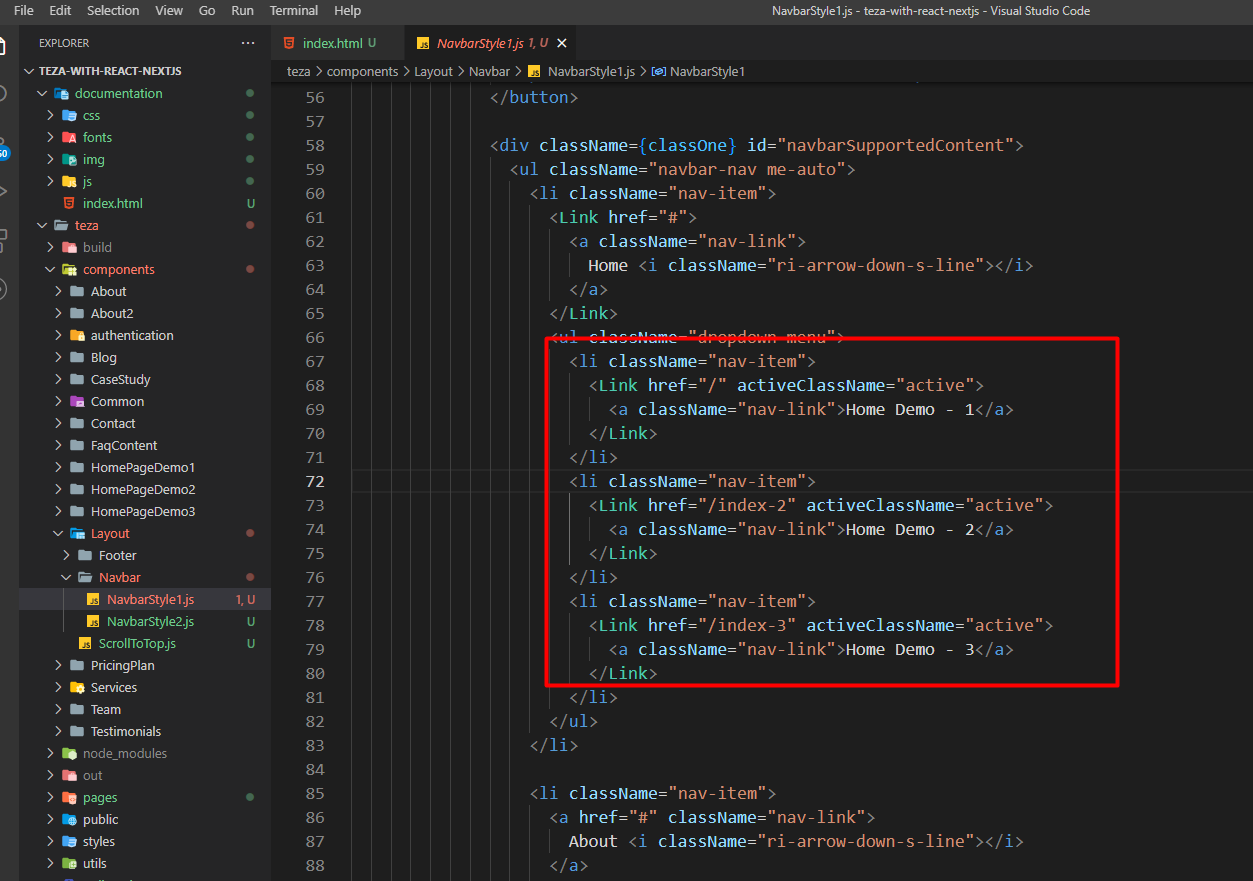 File Edit Selection View Go Run Terminal Help NavbarStyle1.js - teza-with-react-nextjs - Visual Studio Code
EXPLORER ···
index.html U
NavbarStyle1.js 1, U
TEZA-WITH-REACT-NEXTJS
documentation
css
fonts
img
js
index.html U
teza
build
components
About
About2
authentication
Blog
CaseStudy
Common
Contact
FaqContent
HomePageDemo1
HomePageDemo2
HomePageDemo3
Layout
Footer
Navbar
NavbarStyle1.js 1, U
NavbarStyle2.js U
ScrollToTop.js U
PricingPlan
Services
Team
Testimonials
node_modules
out
pages
public
styles
utils
teza > components > Layout > Navbar > NavbarStyle1.js > NavbarStyle1
56 </button>
57
58 <div className={classOne} id="navbarSupportedContent">
59 <ul className="navbar-nav me-auto">
60 <li className="nav-item">
61 <Link href="#">
62 <a className="nav-link">
63 Home <i className="ri-arrow-down-s-line"></i>
64 </a>
65 </Link>
66 <ul className="dropdown-menu">
67 <li className="nav-item">
68 <Link href="/" activeClassName="active">
69 <a className="nav-link">Home Demo - 1</a>
70 </Link>
71 </li>
72 <li className="nav-item">
73 <Link href="/index-2" activeClassName="active">
74 <a className="nav-link">Home Demo - 2</a>
75 </Link>
76 </li>
77 <li className="nav-item">
78 <Link href="/index-3" activeClassName="active">
79 <a className="nav-link">Home Demo - 3</a>
80 </Link>
81 </li>
82 </ul>
83 </li>
84
85 <li className="nav-item">
86 <a href="#" className="nav-link">
87 About <i className="ri-arrow-down-s-line"></i>
88 </a>